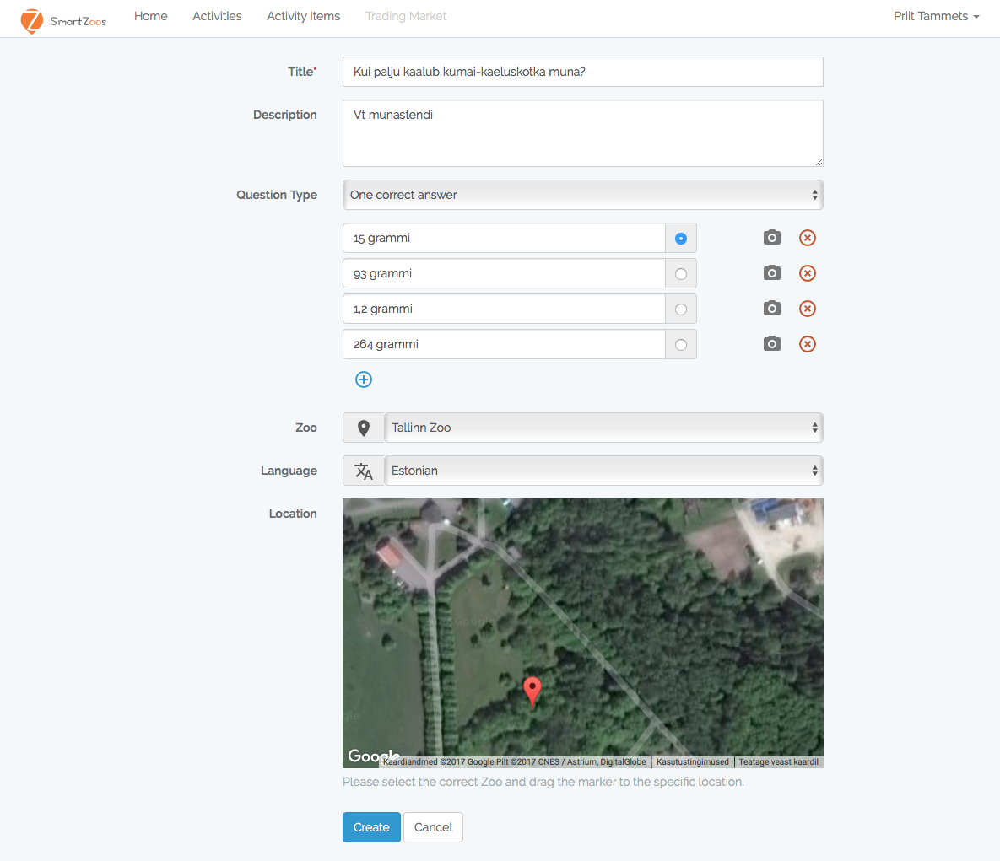 SmartZoos Home Activities Activity Items Trading Market Priit Tammets
Title* Kui palju kaalub kumai-kaeluskotka muna?
Description Vt munastendi
Question Type One correct answer
15 grammi
93 grammi
1,2 grammi
264 grammi
Zoo Tallinn Zoo
Language Estonian
Location
Google
Google
Kaardiandmed ©2017 Google Pilt ©2017 CNES / Astrium, DigitalGlobe Kasutustingimused Teatage veast kaardil
Please select the correct Zoo and drag the marker to the specific location.
Create Cancel